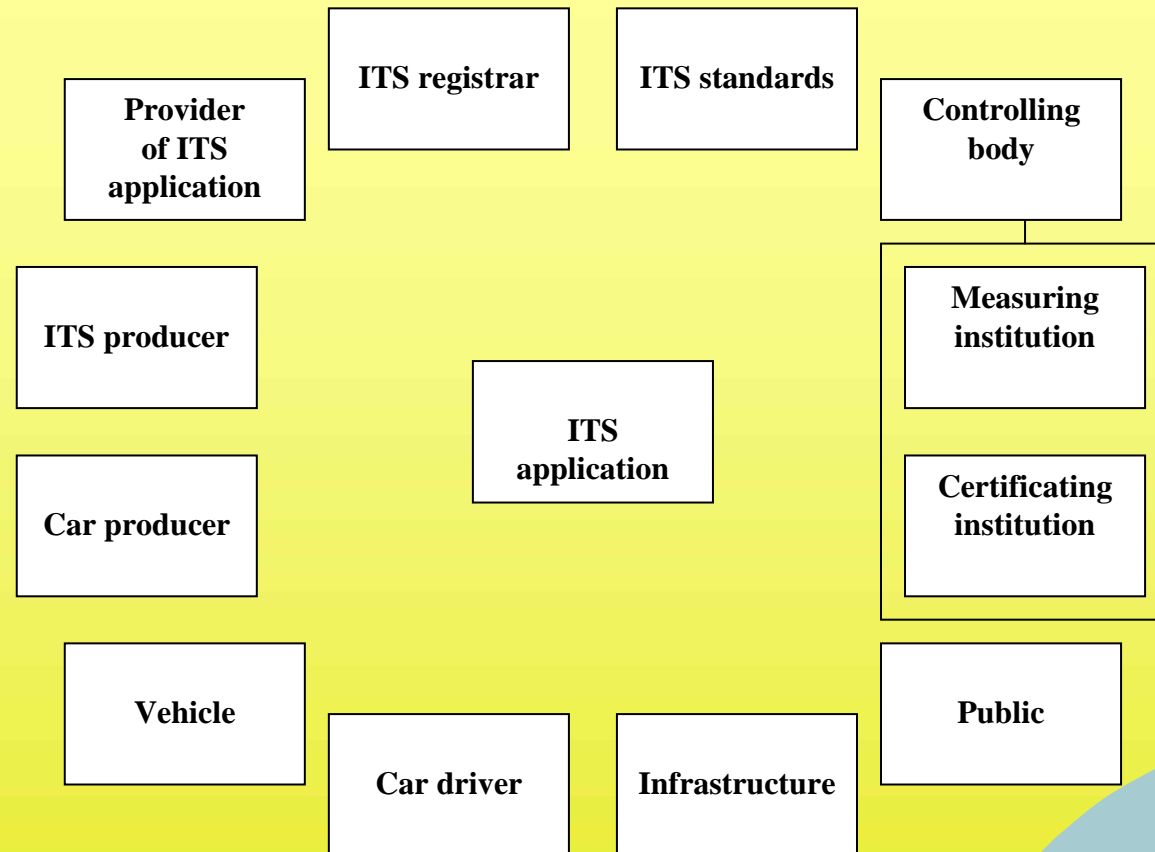 ITS registrar
ITS standards
Provider
of ITS
application
Controlling
body
ITS producer
Measuring
institution
ITS
application
Car producer
Certificating
institution
Vehicle
Public
Car driver
Infrastructure